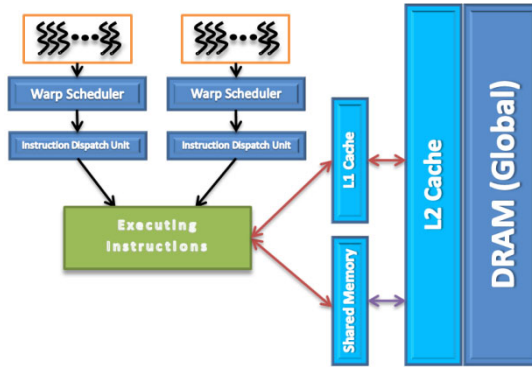 Warp Scheduler
Warp Scheduler
Instruction Dispatch Unit
Instruction Dispatch Unit
Executing
Instructions
L1 Cache
Shared Memory
L2 Cache
DRAM (Global)